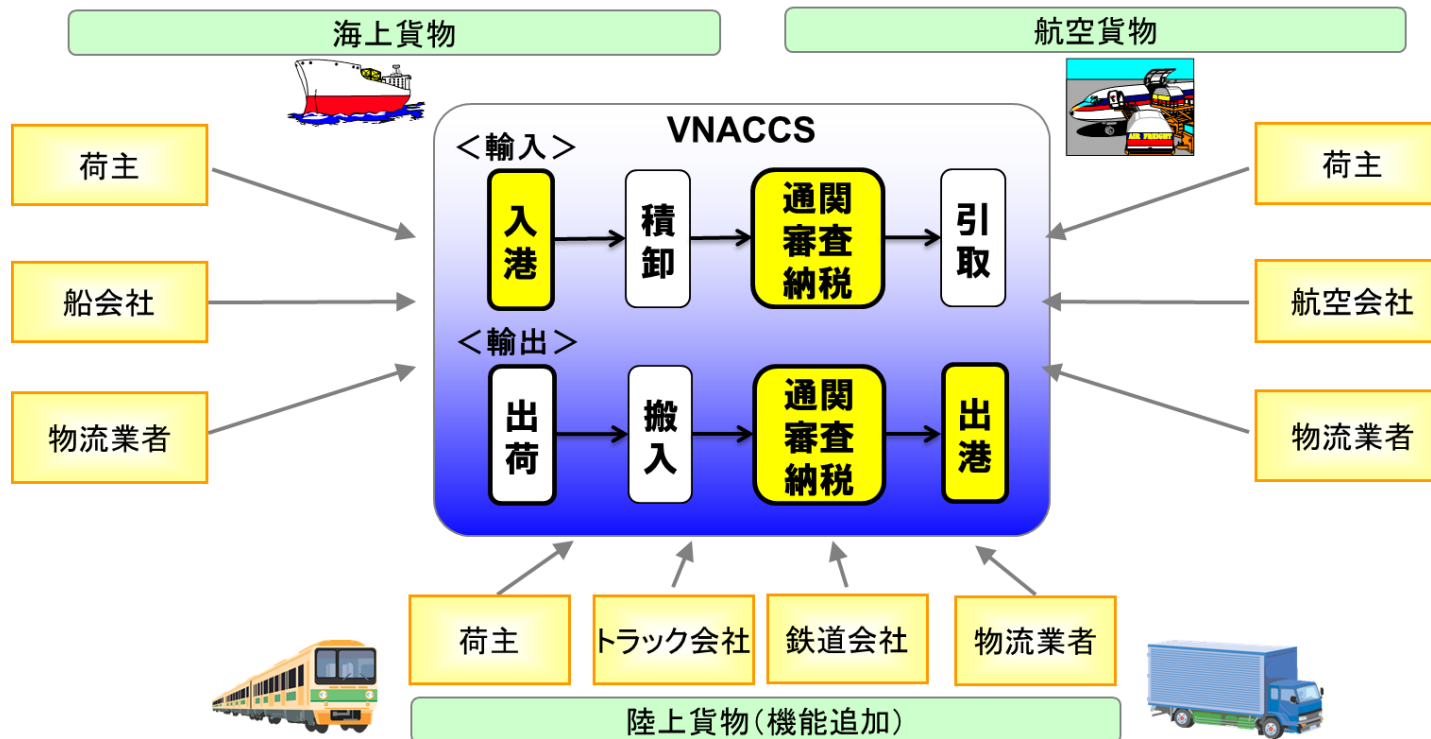 海上貨物
航空貨物
AIR FREIGHT
VNACCS
荷主
船会社
物流業者
<輸入>
入港
積卸
通関
審査
納税
引取
<輸出>
出荷
搬入
通関
審査
納税
出港
荷主
航空会社
物流業者
荷主
トラック会社
鉄道会社
物流業者
陸上貨物(機能追加)